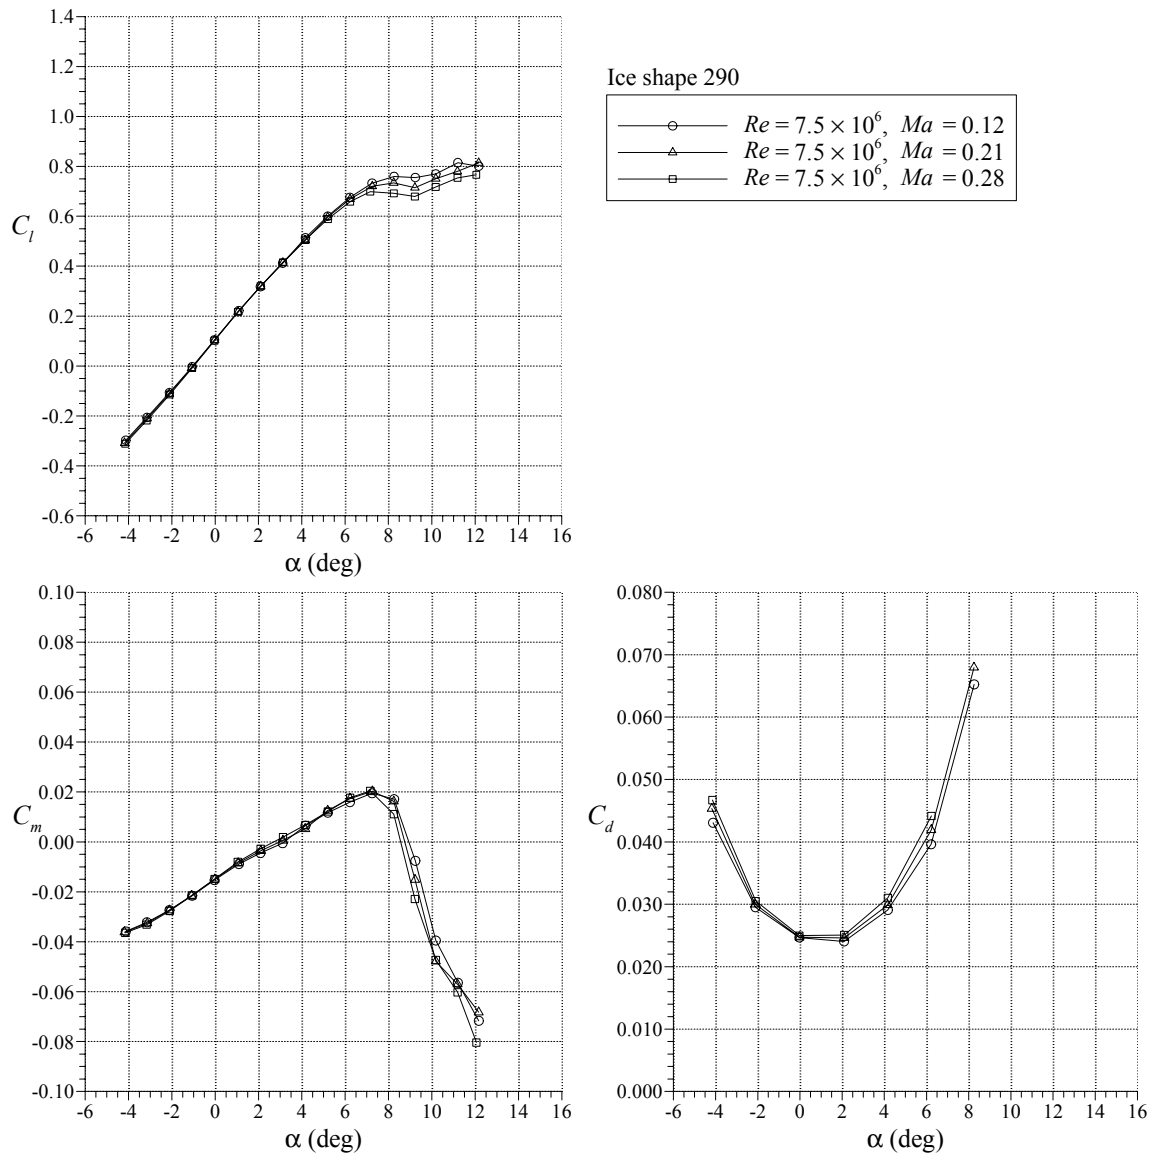 1.4
1.2
1.0
0.8
0.6
0.4
0.2
0.0
-0.2
-0.4
-0.6
C_l
-6 -4 -2 0 2 4 6 8 10 12 14 16
α (deg)
Ice shape 290
Re = 7.5 × 10⁶, Ma = 0.12
Re = 7.5 × 10⁶, Ma = 0.21
Re = 7.5 × 10⁶, Ma = 0.28
0.10
0.08
0.06
0.04
0.02
0.00
-0.02
-0.04
-0.06
-0.08
-0.10
C_m
-6 -4 -2 0 2 4 6 8 10 12 14 16
α (deg)
0.080
0.070
0.060
0.050
0.040
0.030
0.020
0.010
0.000
C_d
-6 -4 -2 0 2 4 6 8 10 12 14 16
α (deg)